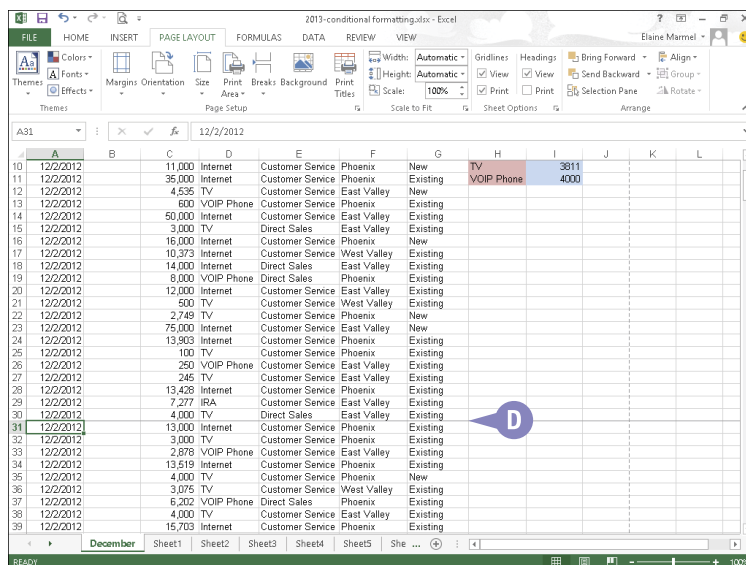 2013-conditional formatting.xlsx - Excel
FILE HOME INSERT PAGE LAYOUT FORMULAS DATA REVIEW VIEW Elaine Marmel
Colors Width: Automatic Gridlines Headings Bring Forward Align
Aa A Fonts Height: Automatic View View Send Backward Group
Themes Effects Margins Orientation Size Print Area Breaks Background Print Titles Scale: 100% Print Print Selection Pane Rotate
Themes Page Setup Scale to Fit Sheet Options Arrange
A31 fx 12/2/2012
A B C D E F G H I J K L
10 12/2/2012 11,000 Internet Customer Service Phoenix New TV 3811
11 12/2/2012 35,000 Internet Customer Service Phoenix Existing VOIP Phone 4000
12 12/2/2012 4,535 TV Customer Service East Valley New
13 12/2/2012 600 VOIP Phone Customer Service Phoenix Existing
14 12/2/2012 50,000 Internet Customer Service East Valley Existing
15 12/2/2012 3,000 TV Direct Sales East Valley Existing
16 12/2/2012 16,000 Internet Customer Service Phoenix New
17 12/2/2012 10,373 Internet Customer Service West Valley Existing
18 12/2/2012 14,000 Internet Direct Sales East Valley Existing
19 12/2/2012 8,000 VOIP Phone Direct Sales Phoenix Existing
20 12/2/2012 12,000 Internet Customer Service East Valley Existing
21 12/2/2012 500 TV Customer Service West Valley Existing
22 12/2/2012 2,749 TV Customer Service Phoenix New
23 12/2/2012 75,000 Internet Customer Service East Valley New
24 12/2/2012 13,903 Internet Customer Service Phoenix Existing
25 12/2/2012 100 TV Customer Service Phoenix Existing
26 12/2/2012 250 VOIP Phone Customer Service East Valley Existing
27 12/2/2012 245 TV Customer Service East Valley Existing
28 12/2/2012 13,428 Internet Customer Service Phoenix Existing
29 12/2/2012 7,277 IRA Customer Service East Valley Existing
30 12/2/2012 4,000 TV Direct Sales East Valley Existing
D
31 12/2/2012 13,000 Internet Customer Service Phoenix Existing
32 12/2/2012 3,000 TV Customer Service Phoenix Existing
33 12/2/2012 2,878 VOIP Phone Customer Service East Valley Existing
34 12/2/2012 13,519 Internet Customer Service Phoenix Existing
35 12/2/2012 4,000 TV Customer Service Phoenix New
36 12/2/2012 3,075 TV Customer Service West Valley Existing
37 12/2/2012 6,202 VOIP Phone Direct Sales Phoenix Existing
38 12/2/2012 4,000 TV Customer Service East Valley Existing
39 12/2/2012 15,703 Internet Customer Service Phoenix Existing
December Sheet1 Sheet2 Sheet3 Sheet4 Sheet5 She ...
READY 100%